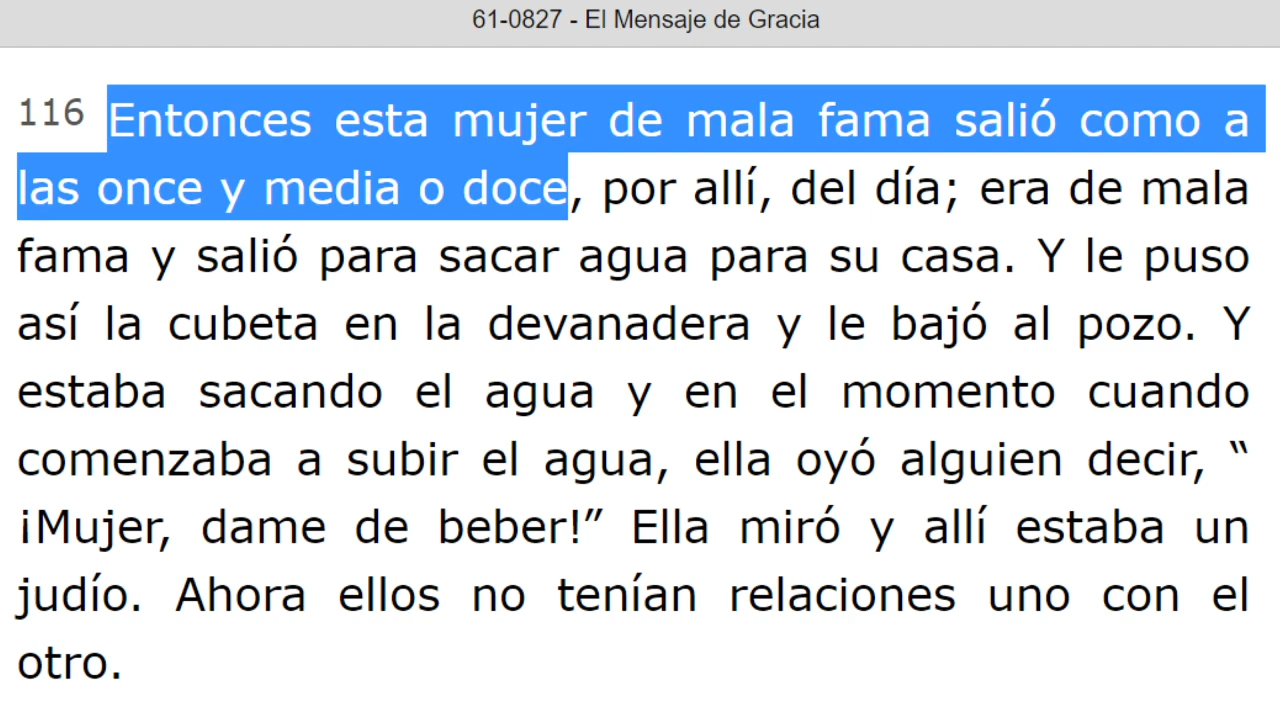 61-0827 - El Mensaje de Gracia
116 Entonces esta mujer de mala fama salió como a
las once y media o doce, por allí, del día; era de mala
fama y salió para sacar agua para su casa. Y le puso
así la cubeta en la devanadera y le bajó al pozo. Y
estaba sacando el agua y en el momento cuando
comenzaba a subir el agua, ella oyó alguien decir, “
¡Mujer, dame de beber!” Ella miró y allí estaba un
judío. Ahora ellos no tenían relaciones uno con el
otro.